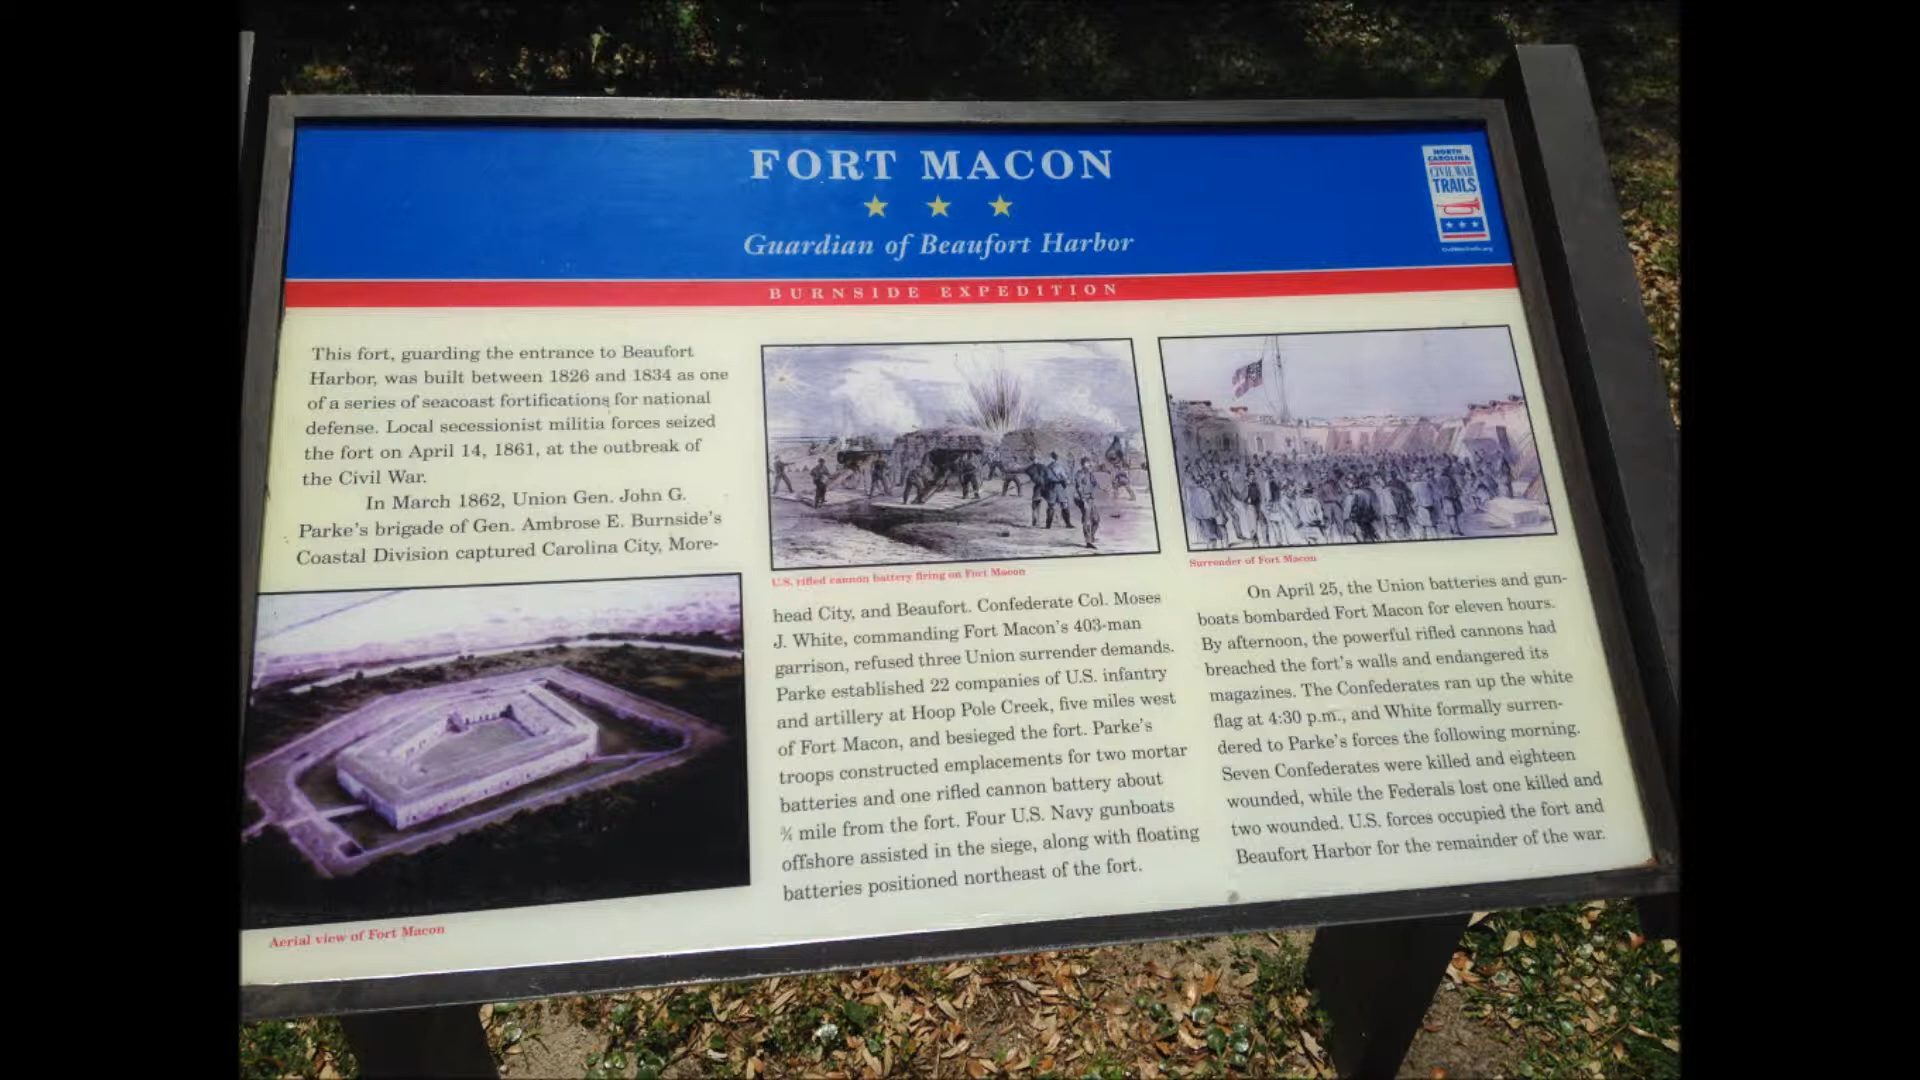 FORT MACON
Guardian of Beaufort Harbor
BURNSIDE EXPEDITION
NORTH
CAROLINA
CIVIL WAR
TRAILS
This fort, guarding the entrance to Beaufort
Harbor, was built between 1826 and 1834 as one
of a series of seacoast fortifications for national
defense. Local secessionist militia forces seized
the fort on April 14, 1861, at the outbreak of
the Civil War.
In March 1862, Union Gen. John G.
Parke's brigade of Gen. Ambrose E. Burnside's
Coastal Division captured Carolina City, More-
Aerial view of Fort Macon
U.S. rifled cannon battery firing on Fort Macon
head City, and Beaufort. Confederate Col. Moses
J. White, commanding Fort Macon's 403-man
garrison, refused three Union surrender demands.
Parke established 22 companies of U.S. infantry
and artillery at Hoop Pole Creek, five miles west
of Fort Macon, and besieged the fort. Parke's
troops constructed emplacements for two mortar
batteries and one rifled cannon battery about
¾ mile from the fort. Four U.S. Navy gunboats
offshore assisted in the siege, along with floating
batteries positioned northeast of the fort.
Surrender of Fort Macon
On April 25, the Union batteries and gun-
boats bombarded Fort Macon for eleven hours.
By afternoon, the powerful rifled cannons had
breached the fort's walls and endangered its
magazines. The Confederates ran up the white
flag at 4:30 p.m., and White formally surren-
dered to Parke's forces the following morning.
Seven Confederates were killed and eighteen
wounded, while the Federals lost one killed and
two wounded. U.S. forces occupied the fort and
Beaufort Harbor for the remainder of the war.